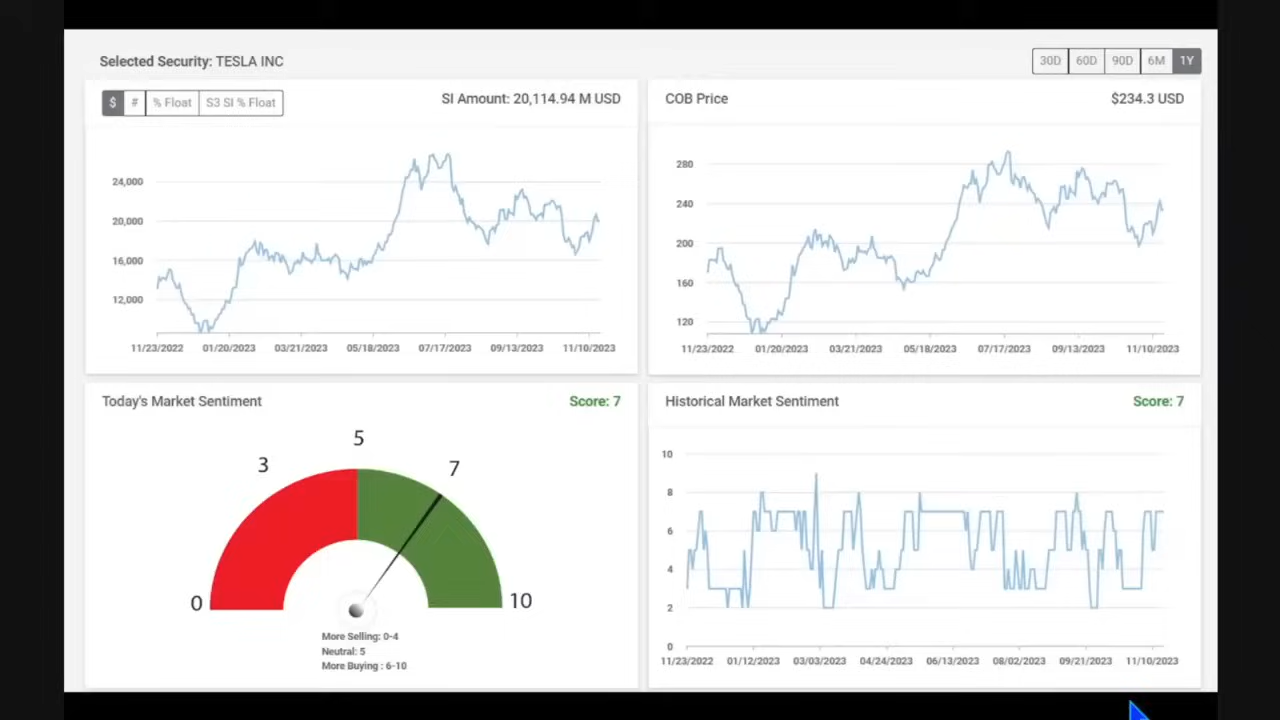 Selected Security: TESLA INC
30D 60D 90D 6M 1Y
$ # % Float S3 SI % Float
SI Amount: 20,114.94 M USD
24,000
20,000
16,000
12,000
11/23/2022 01/20/2023 03/21/2023 05/18/2023 07/17/2023 09/13/2023 11/10/2023
COB Price
$234.3 USD
280
240
200
160
120
11/23/2022 01/20/2023 03/21/2023 05/18/2023 07/17/2023 09/13/2023 11/10/2023
Today's Market Sentiment
Score: 7
5
3
7
0
10
More Selling: 0-4
Neutral: 5
More Buying : 6-10
Historical Market Sentiment
Score: 7
10
8
6
4
2
0
11/23/2022 01/12/2023 03/03/2023 04/24/2023 06/13/2023 08/02/2023 09/21/2023 11/10/2023